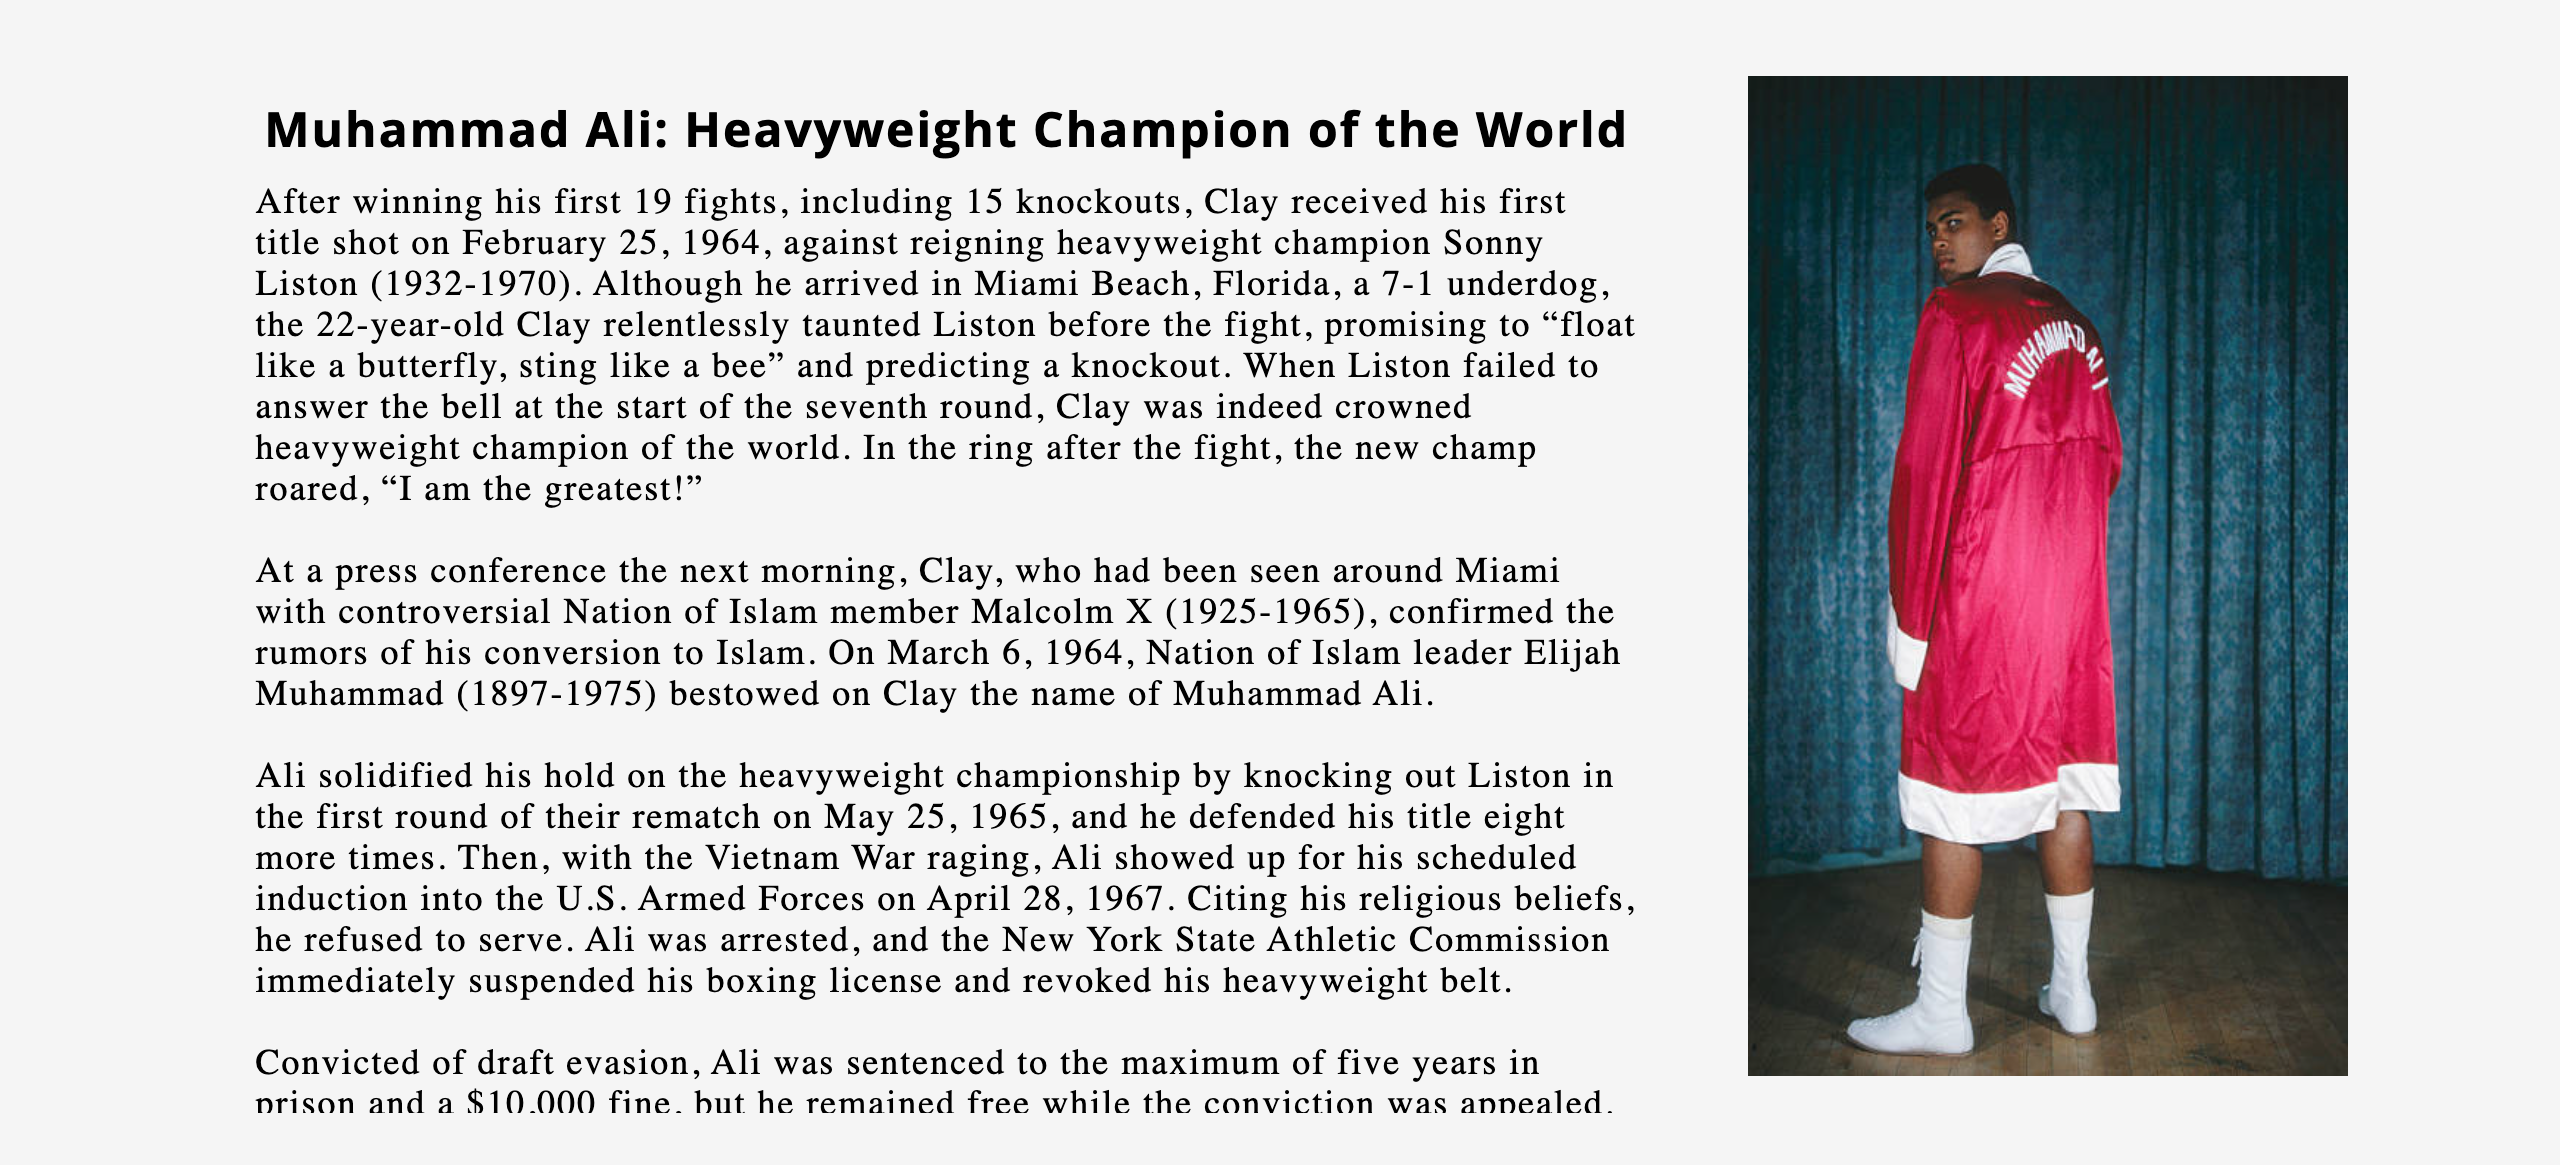 Muhammad Ali: Heavyweight Champion of the World
After winning his first 19 fights, including 15 knockouts, Clay received his first
title shot on February 25, 1964, against reigning heavyweight champion Sonny
Liston (1932-1970). Although he arrived in Miami Beach, Florida, a 7-1 underdog,
the 22-year-old Clay relentlessly taunted Liston before the fight, promising to “float
like a butterfly, sting like a bee” and predicting a knockout. When Liston failed to
answer the bell at the start of the seventh round, Clay was indeed crowned
heavyweight champion of the world. In the ring after the fight, the new champ
roared, “I am the greatest!”
At a press conference the next morning, Clay, who had been seen around Miami
with controversial Nation of Islam member Malcolm X (1925-1965), confirmed the
rumors of his conversion to Islam. On March 6, 1964, Nation of Islam leader Elijah
Muhammad (1897-1975) bestowed on Clay the name of Muhammad Ali.
Ali solidified his hold on the heavyweight championship by knocking out Liston in
the first round of their rematch on May 25, 1965, and he defended his title eight
more times. Then, with the Vietnam War raging, Ali showed up for his scheduled
induction into the U.S. Armed Forces on April 28, 1967. Citing his religious beliefs,
he refused to serve. Ali was arrested, and the New York State Athletic Commission
immediately suspended his boxing license and revoked his heavyweight belt.
Convicted of draft evasion, Ali was sentenced to the maximum of five years in
prison and a $10,000 fine, but he remained free while the conviction was appealed.
MUHAMMAD ALI